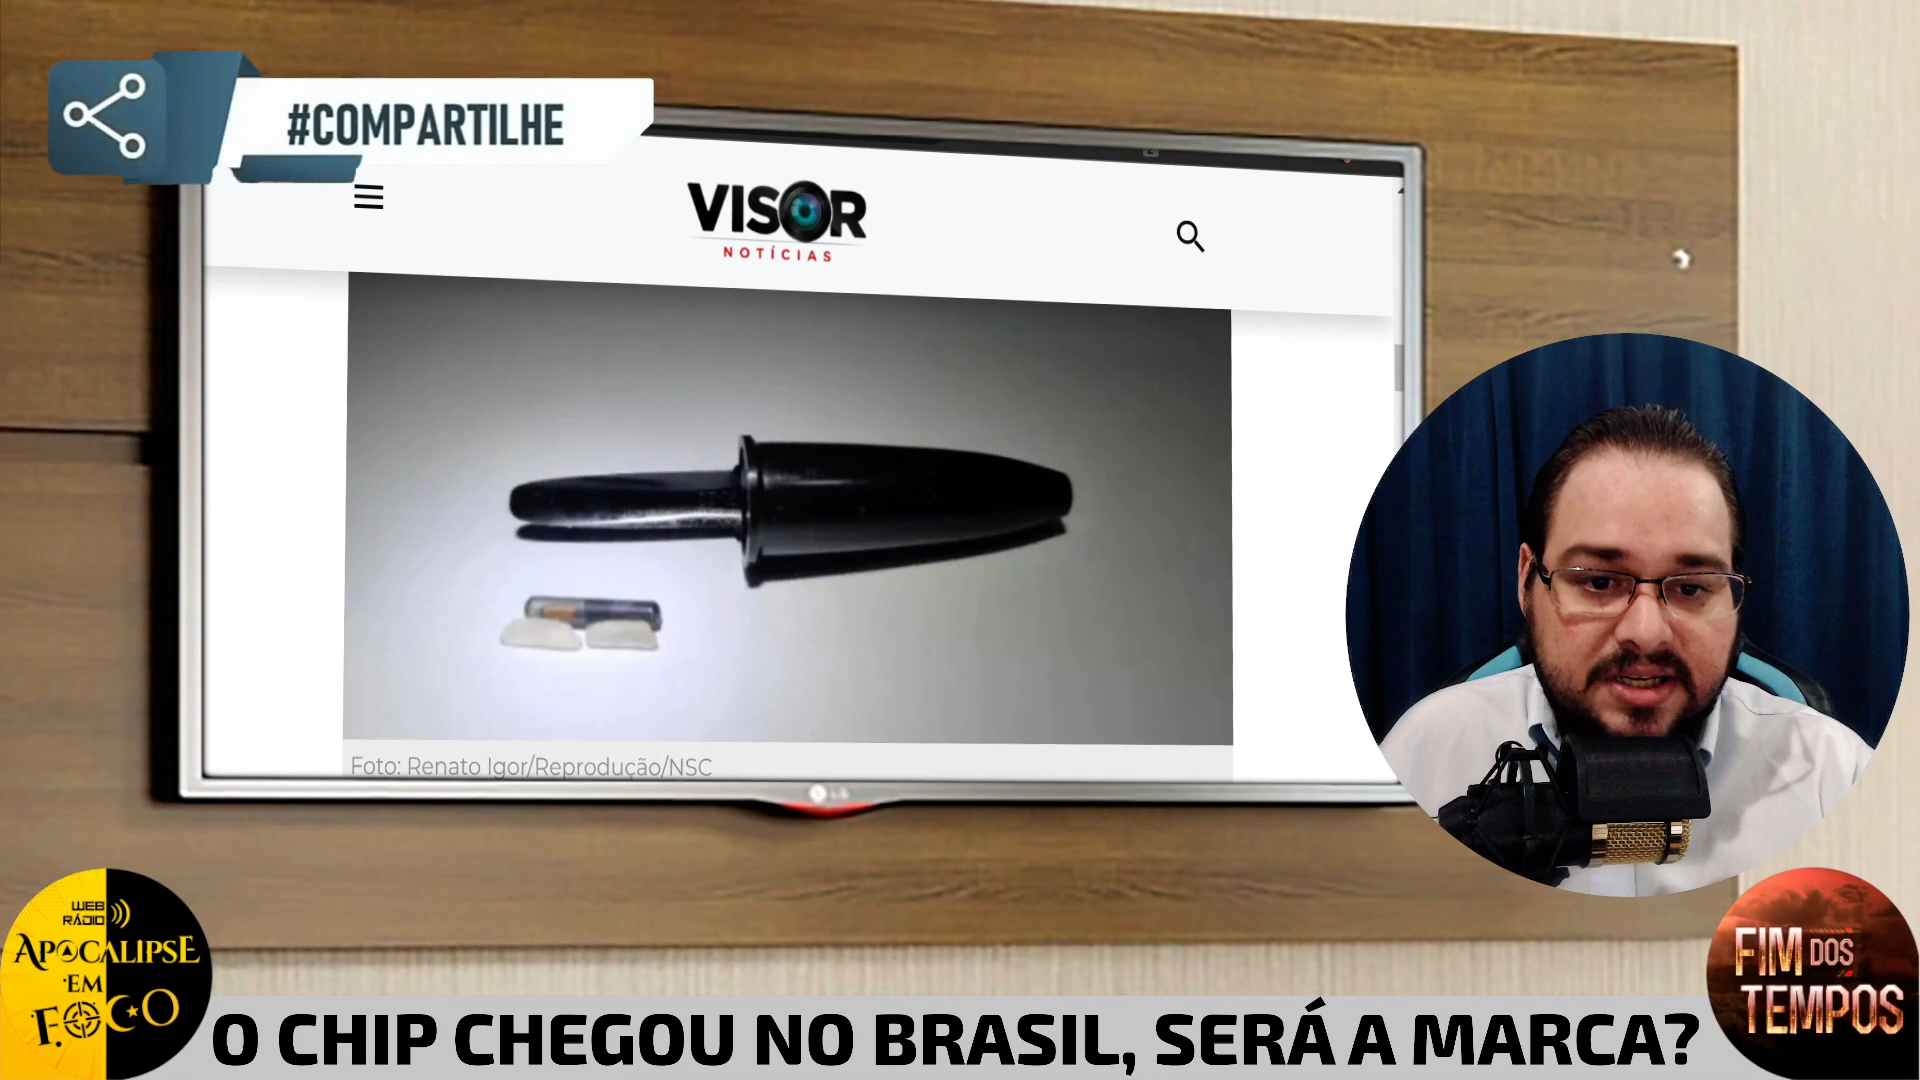 #COMPARTILHE
VISOR
NOTÍCIAS
Foto: Renato Igor/Reprodução/NSC
LG
WEB
RÁDIO
APOCALIPSE
EM
FOCO
FIM DOS
TEMPOS
O CHIP CHEGOU NO BRASIL, SERÁ A MARCA?